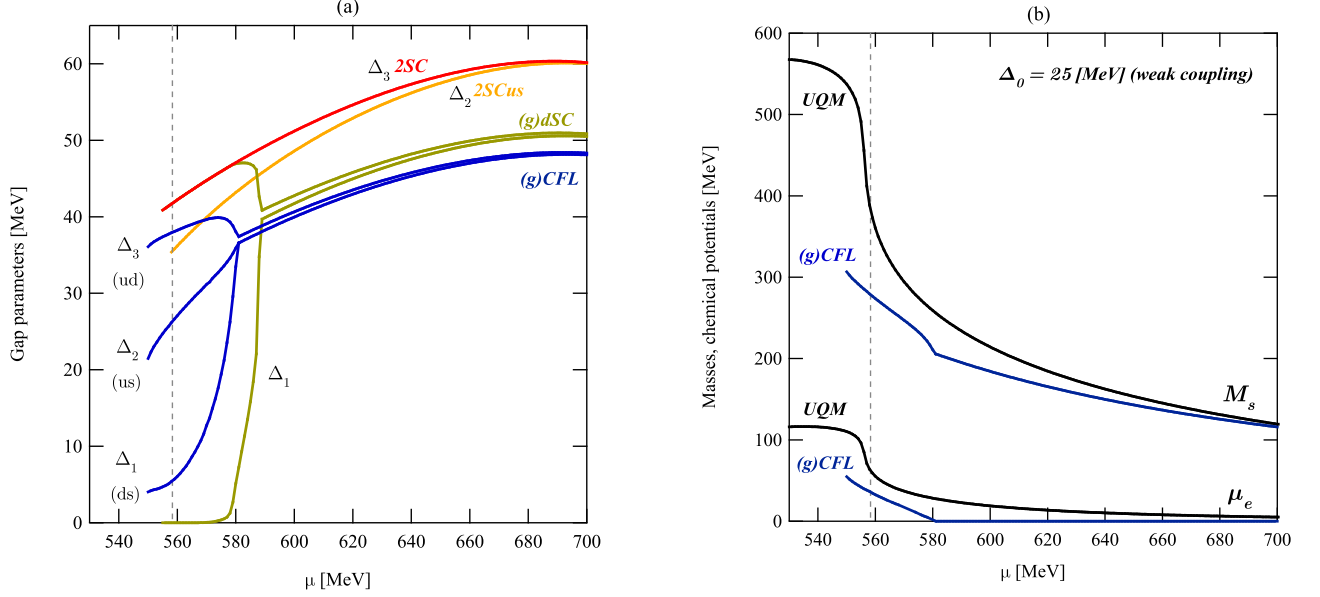 (a)
Gap parameters [MeV]
60
50
40
30
20
10
0
Δ3 2SC
Δ2 2SCus
(g)dSC
(g)CFL
Δ3
(ud)
Δ2
(us)
Δ1
Δ1
(ds)
540 560 580 600 620 640 660 680 700
μ [MeV]
(b)
Masses, chemical potentials [MeV]
600
500
400
300
200
100
0
Δ0 = 25 [MeV] (weak coupling)
UQM
(g)CFL
Ms
UQM
(g)CFL
μe
540 560 580 600 620 640 660 680 700
μ [MeV]